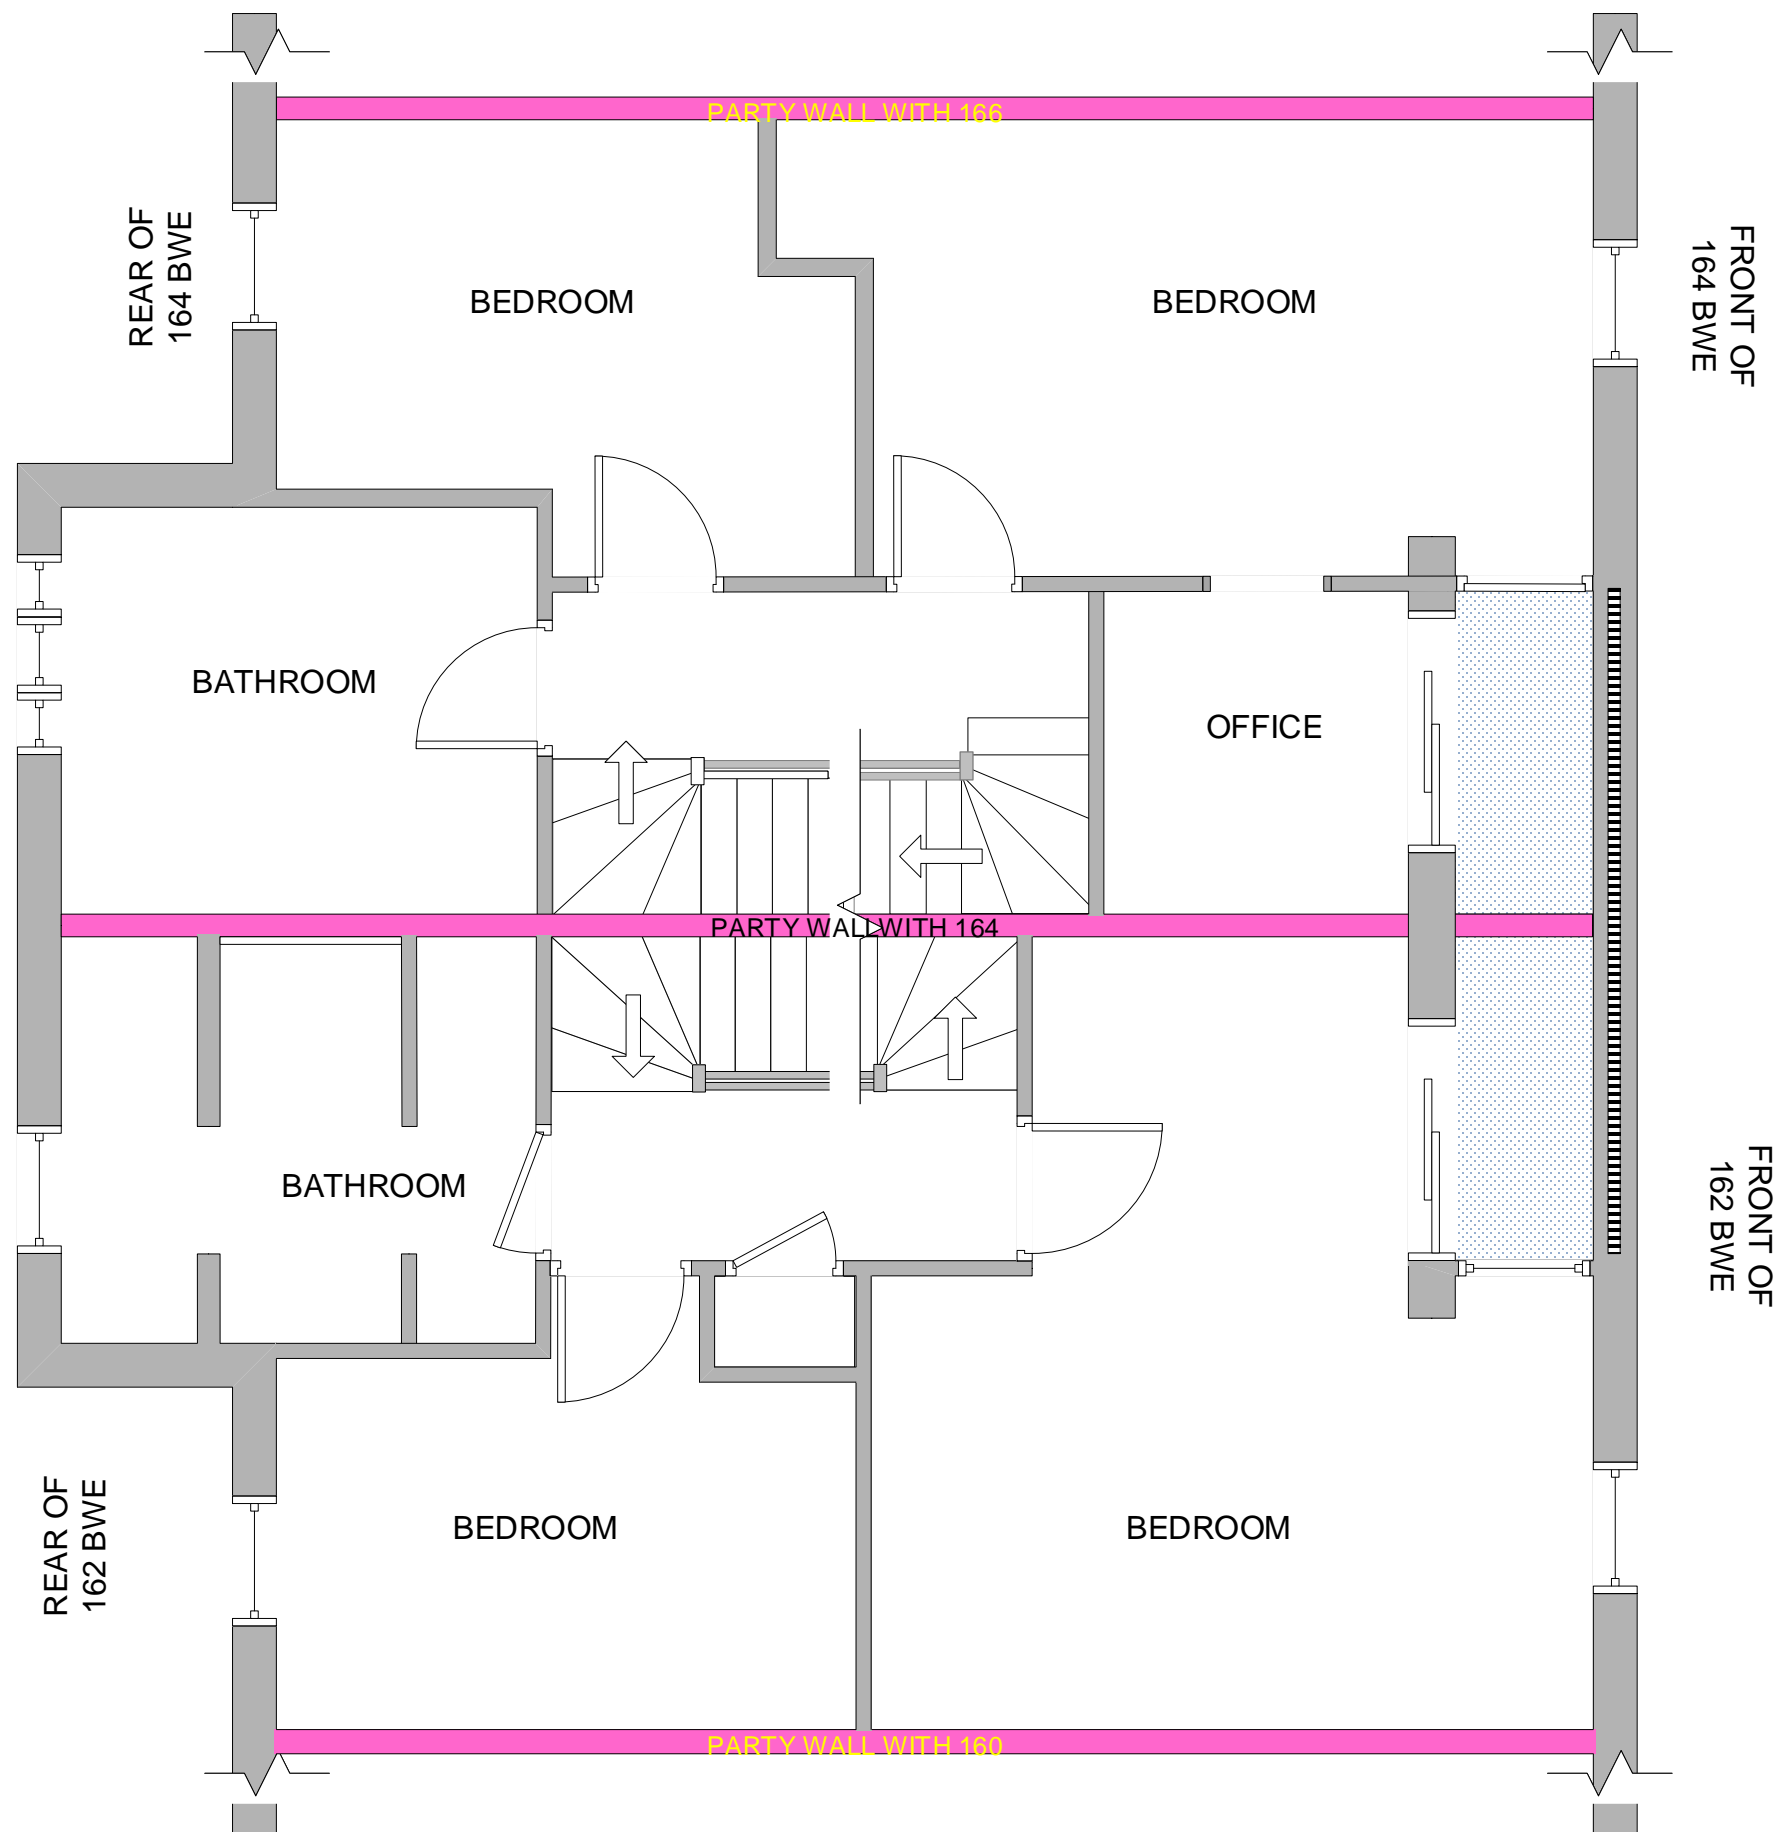 PARTY WALL WITH 166
REAR OF
164 BWE
BEDROOM
BEDROOM
FRONT OF
164 BWE
BATHROOM
OFFICE
PARTY WALL WITH 164
BATHROOM
FRONT OF
162 BWE
REAR OF
162 BWE
BEDROOM
BEDROOM
PARTY WALL WITH 160